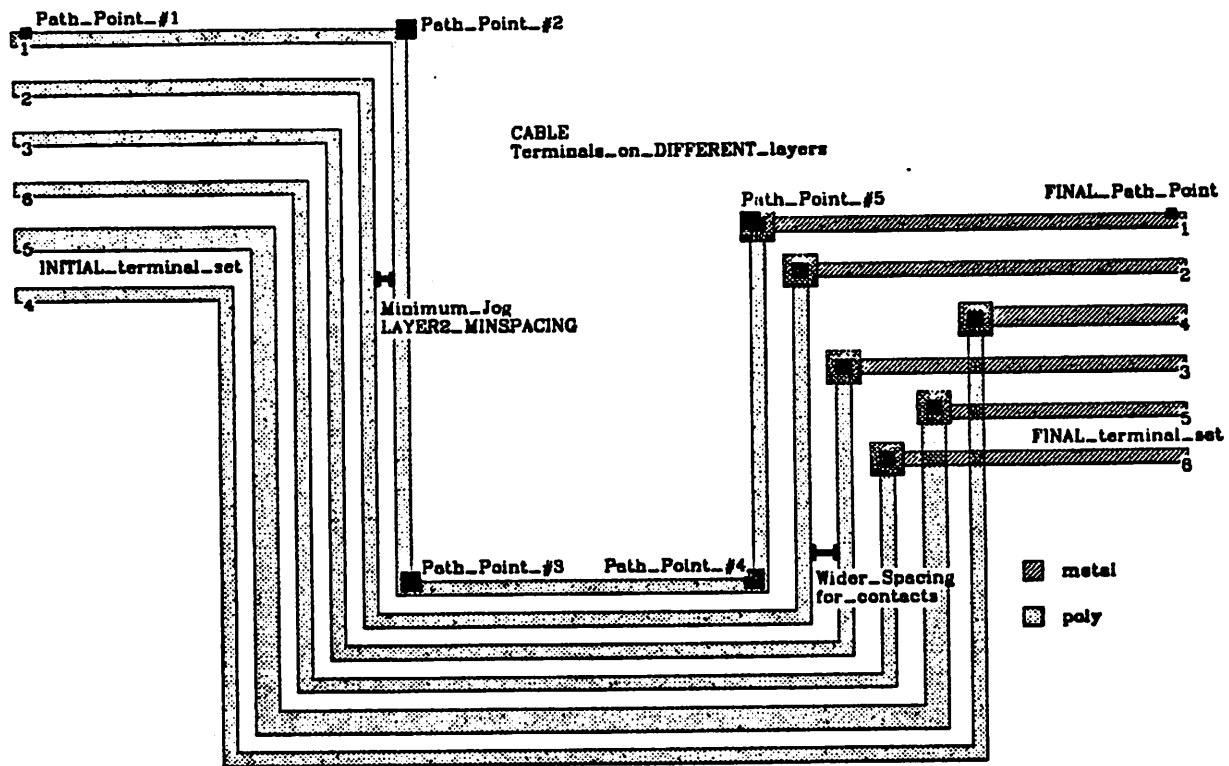 Path_Point_#1
Path_Point_#2
1
2
3
6
5
INITIAL_terminal_set
4
CABLE
Terminals_on_DIFFERENT_layers
Minimum_Jog
LAYER2_MINSPACING
Path_Point_#5
FINAL_Path_Point
1
2
4
3
5
FINAL_terminal_set
6
Path_Point_#3
Path_Point_#4
Wider_Spacing
for_contacts
metal
poly